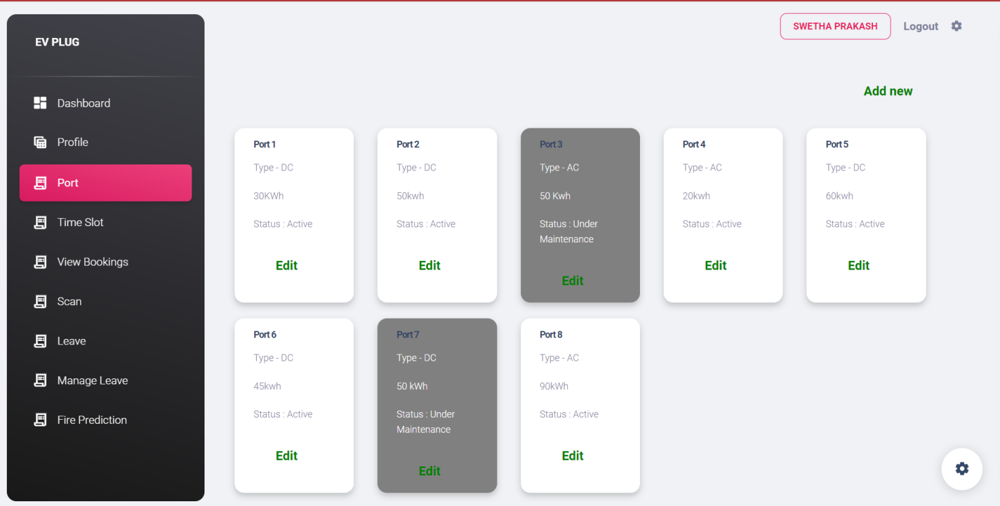 EV PLUG
Dashboard
Profile
Port
Time Slot
View Bookings
Scan
Leave
Manage Leave
Fire Prediction
SWETHA PRAKASH
Logout
Add new
Port 1
Type - DC
30KWh
Status : Active
Edit
Port 2
Type - DC
50kwh
Status : Active
Edit
Port 3
Type - AC
50 Kwh
Status : Under
Maintenance
Edit
Port 4
Type - AC
20kwh
Status : Active
Edit
Port 5
Type - DC
60kwh
Status : Active
Edit
Port 6
Type - DC
45kwh
Status : Active
Edit
Port 7
Type - DC
50 kWh
Status : Under
Maintenance
Edit
Port 8
Type - AC
90kWh
Status : Active
Edit